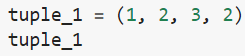 tuple_1 = (1, 2, 3, 2)
tuple_1